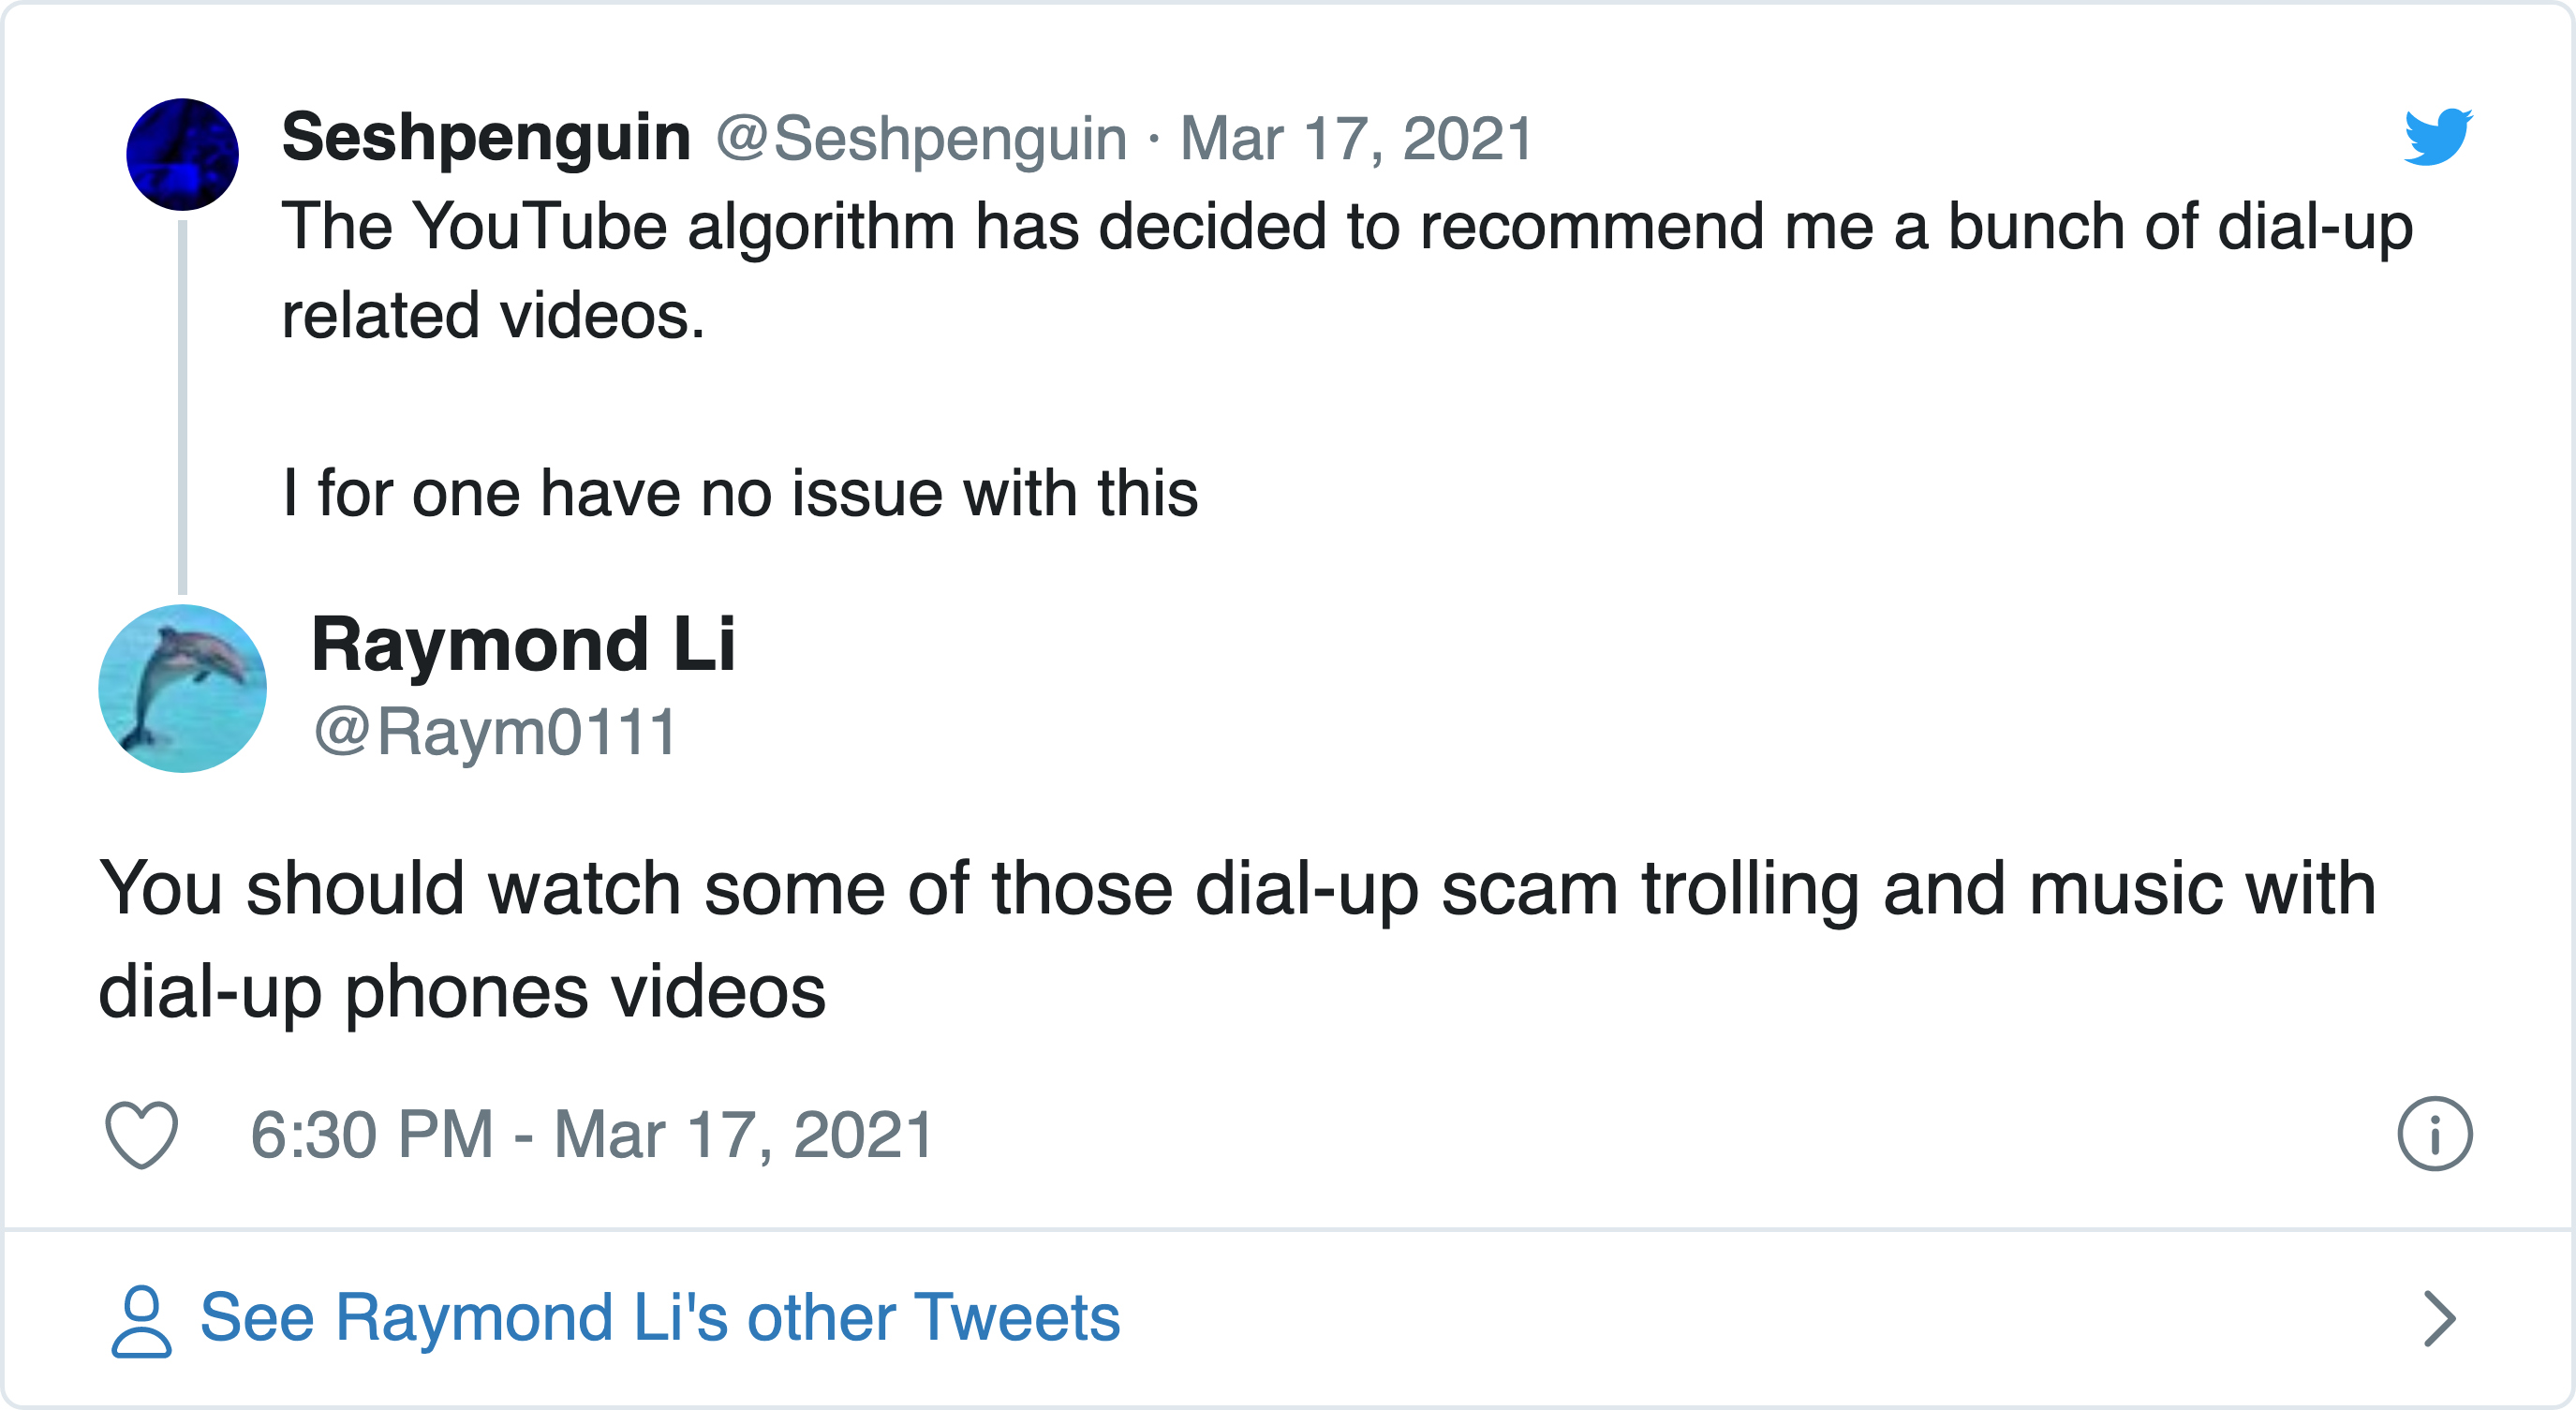 Seshpenguin @Seshpenguin · Mar 17, 2021
The YouTube algorithm has decided to recommend me a bunch of dial-up
related videos.
I for one have no issue with this
Raymond Li
@Raym0111
You should watch some of those dial-up scam trolling and music with
dial-up phones videos
6:30 PM - Mar 17, 2021
See Raymond Li's other Tweets